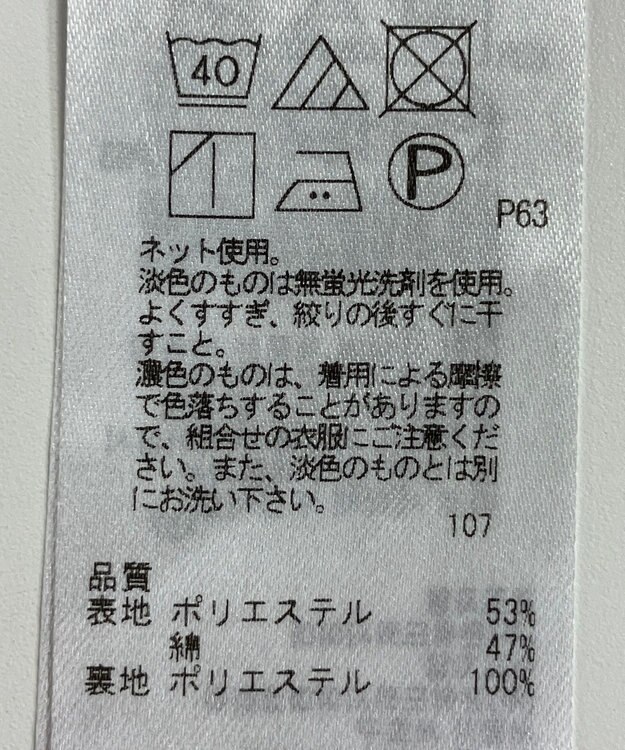 40
P
P63
ネット使用。
淡色のものは無蛍光洗剤を使用。
よくすすぎ、絞りの後すぐに干
すこと。
濃色のものは、着用による摩擦
で色落ちすることがありますの
で、組合せの衣服にご注意くだ
さい。また、淡色のものとは別
にお洗い下さい。
107
品質
表地 ポリエステル 53%
綿 47%
裏地 ポリエステル 100%